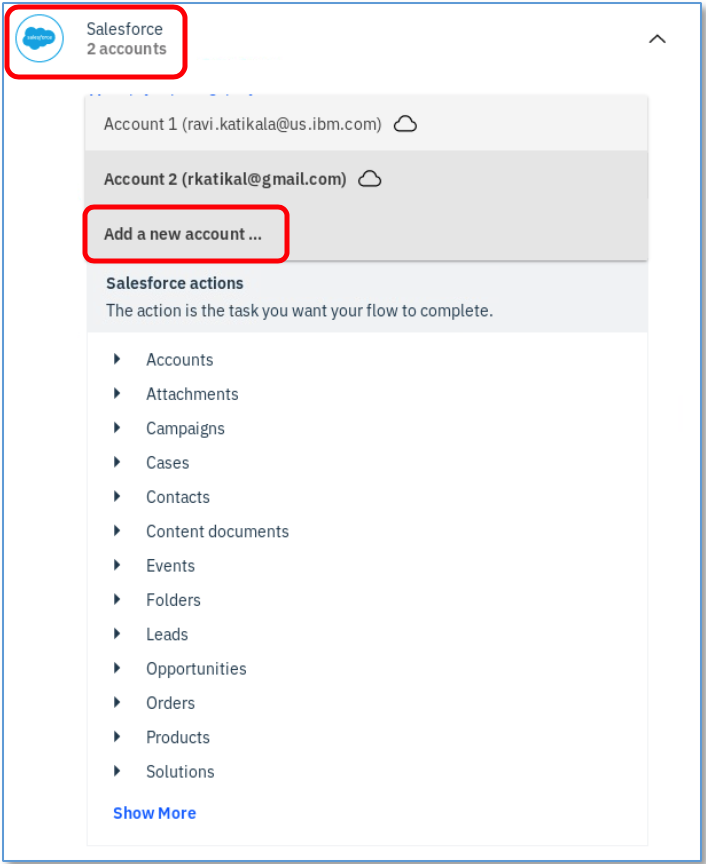 Salesforce
2 accounts
Account 1 (ravi.katikala@us.ibm.com)
Account 2 (rkatikal@gmail.com)
Add a new account ...
Salesforce actions
The action is the task you want your flow to complete.
Accounts
Attachments
Campaigns
Cases
Contacts
Content documents
Events
Folders
Leads
Opportunities
Orders
Products
Solutions
Show More